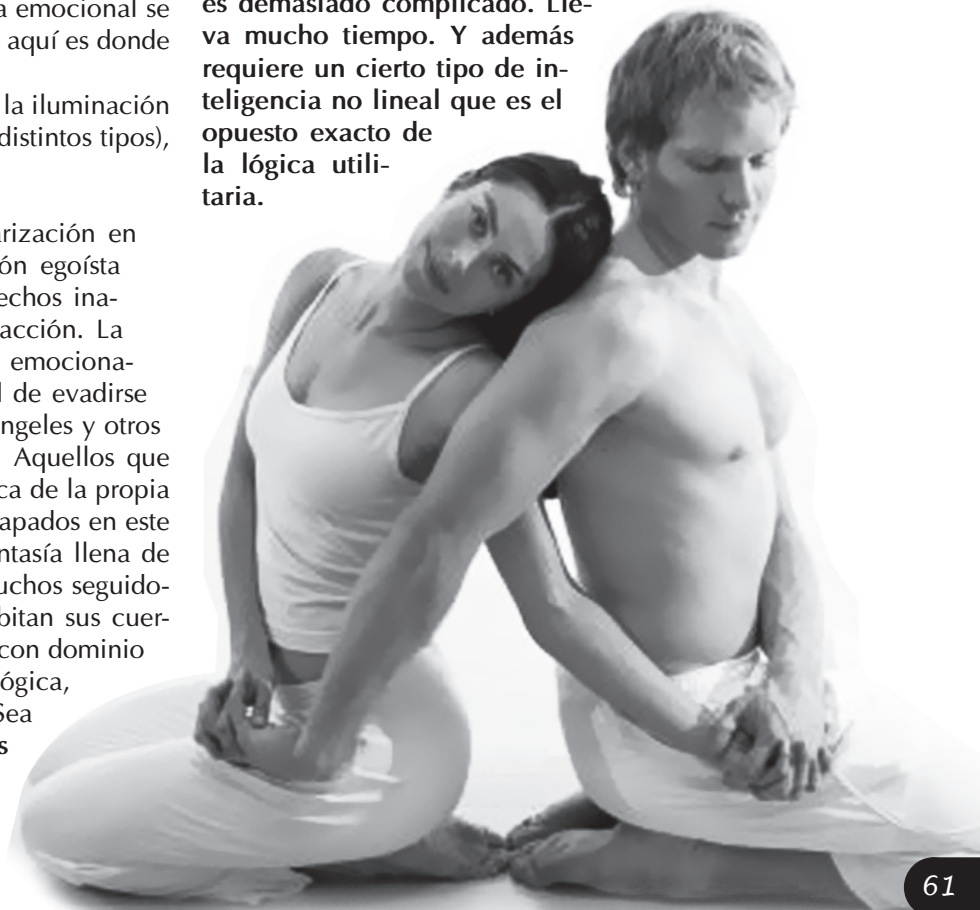 a emocional se
aquí es donde
la iluminación
distintos tipos),
arización en
ón egoísta
echos ina-
acción. La
emociona-
l de evadirse
ngeles y otros
Aquellos que
ca de la propia
apados en este
ntasía llena de
uchos seguido-
bitan sus cuer-
con dominio
ógica,
Sea
s
es demasiado complicado. Lle-
va mucho tiempo. Y además
requiere un cierto tipo de in-
teligencia no lineal que es el
opuesto exacto de
la lógica utili-
taria.
61